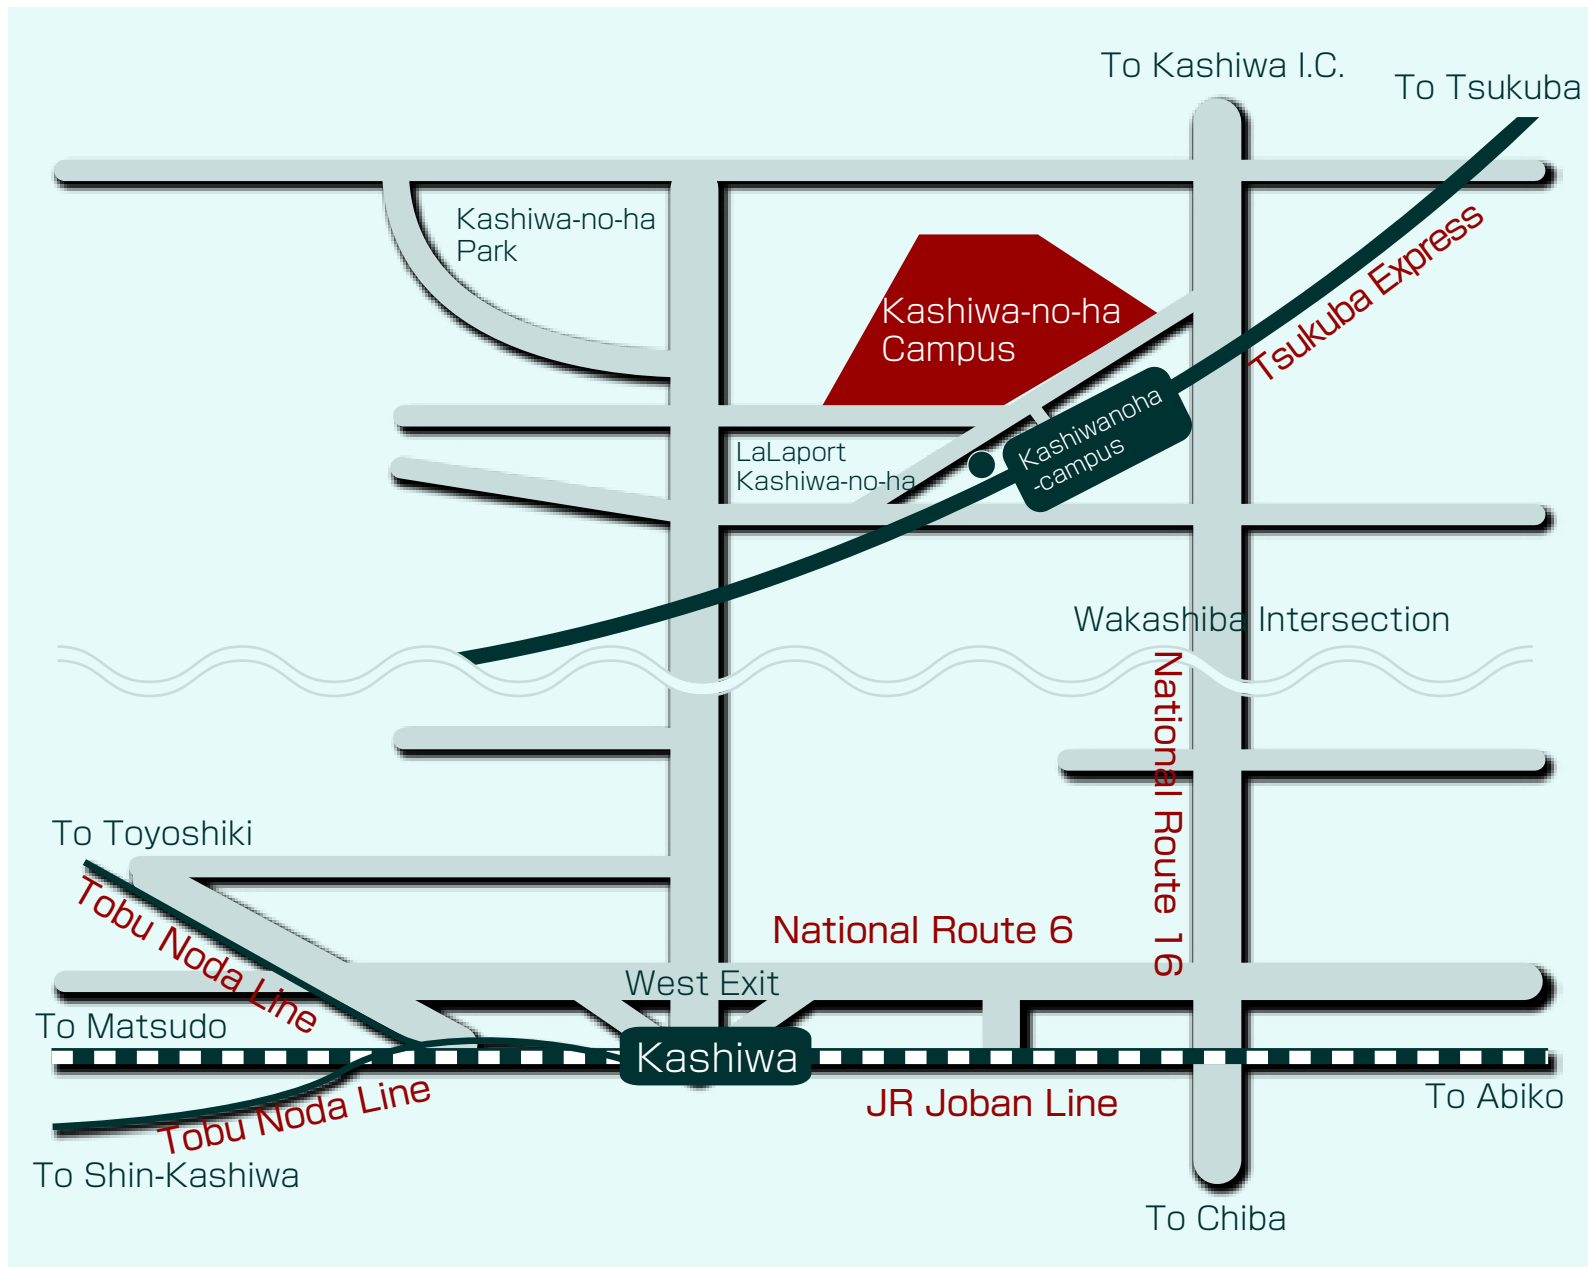 To Kashiwa I.C.
To Tsukuba
Kashiwa-no-ha
Park
Tsukuba Express
Kashiwa-no-ha
Campus
Kashiwanoha
-campus
LaLaport
Kashiwa-no-ha
Wakashiba Intersection
National Route 16
To Toyoshiki
Tobu Noda Line
National Route 6
West Exit
To Matsudo
Kashiwa
Tobu Noda Line
JR Joban Line
To Abiko
To Shin-Kashiwa
To Chiba